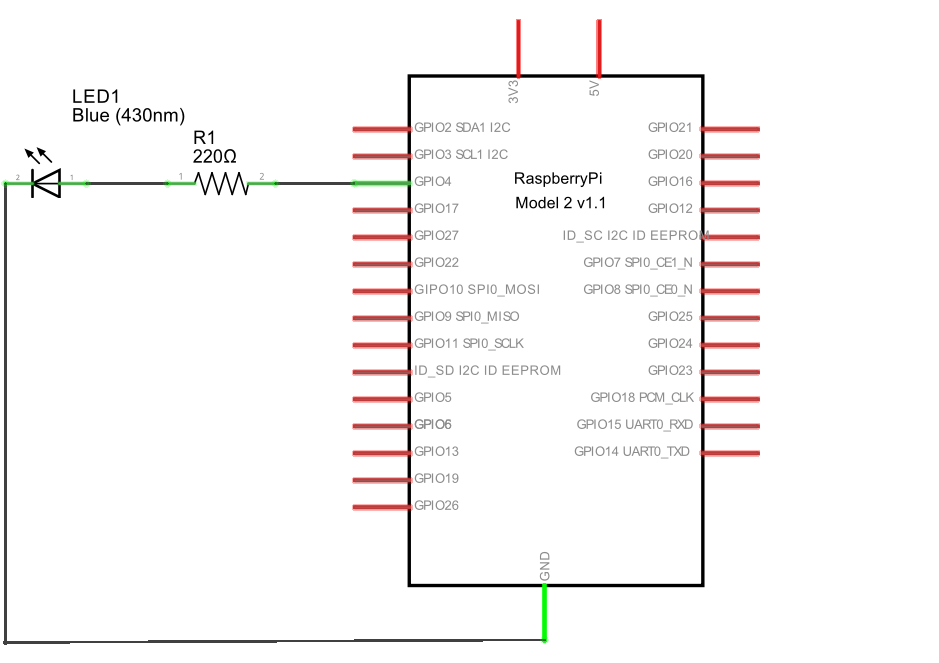 3V3
5V
LED1
Blue (430nm)
R1
220Ω
2
1
1
2
GPIO2 SDA1 I2C
GPIO3 SCL1 I2C
GPIO4
GPIO17
GPIO27
GPIO22
GIPO10 SPI0_MOSI
GPIO9 SPI0_MISO
GPIO11 SPI0_SCLK
ID_SD I2C ID EEPROM
GPIO5
GPIO6
GPIO13
GPIO19
GPIO26
RaspberryPi
Model 2 v1.1
GPIO21
GPIO20
GPIO16
GPIO12
ID_SC I2C ID EEPROM
GPIO7 SPI0_CE1_N
GPIO8 SPI0_CE0_N
GPIO25
GPIO24
GPIO23
GPIO18 PCM_CLK
GPIO15 UART0_RXD
GPIO14 UART0_TXD
GND